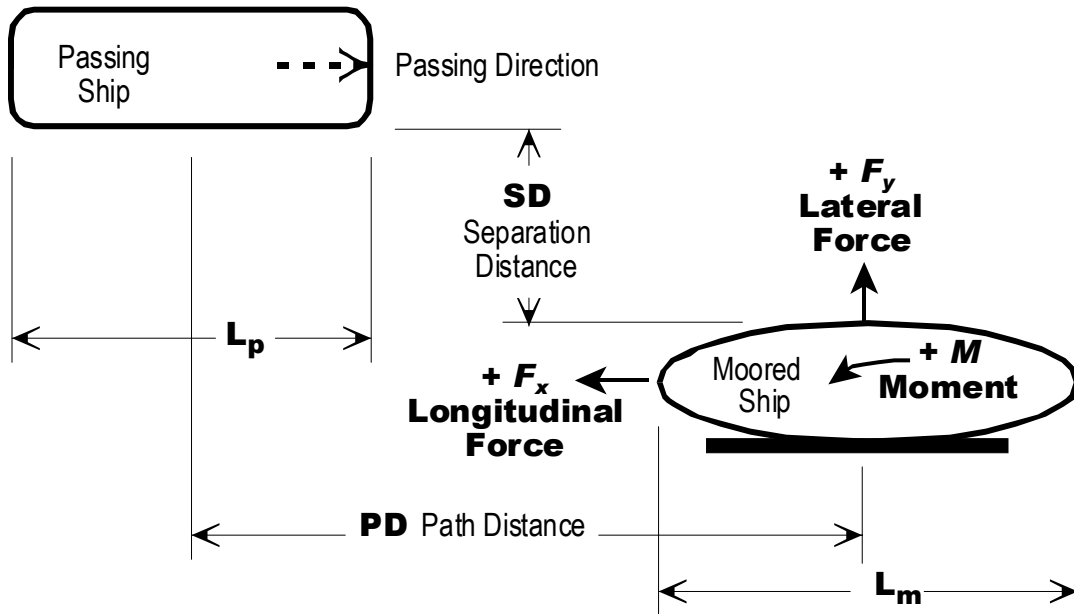 Passing
Ship
Passing Direction
SD
Separation
Distance
+ Fy
Lateral
Force
Lp
+ Fx
Longitudinal
Force
Moored
Ship
+ M
Moment
PD Path Distance
Lm